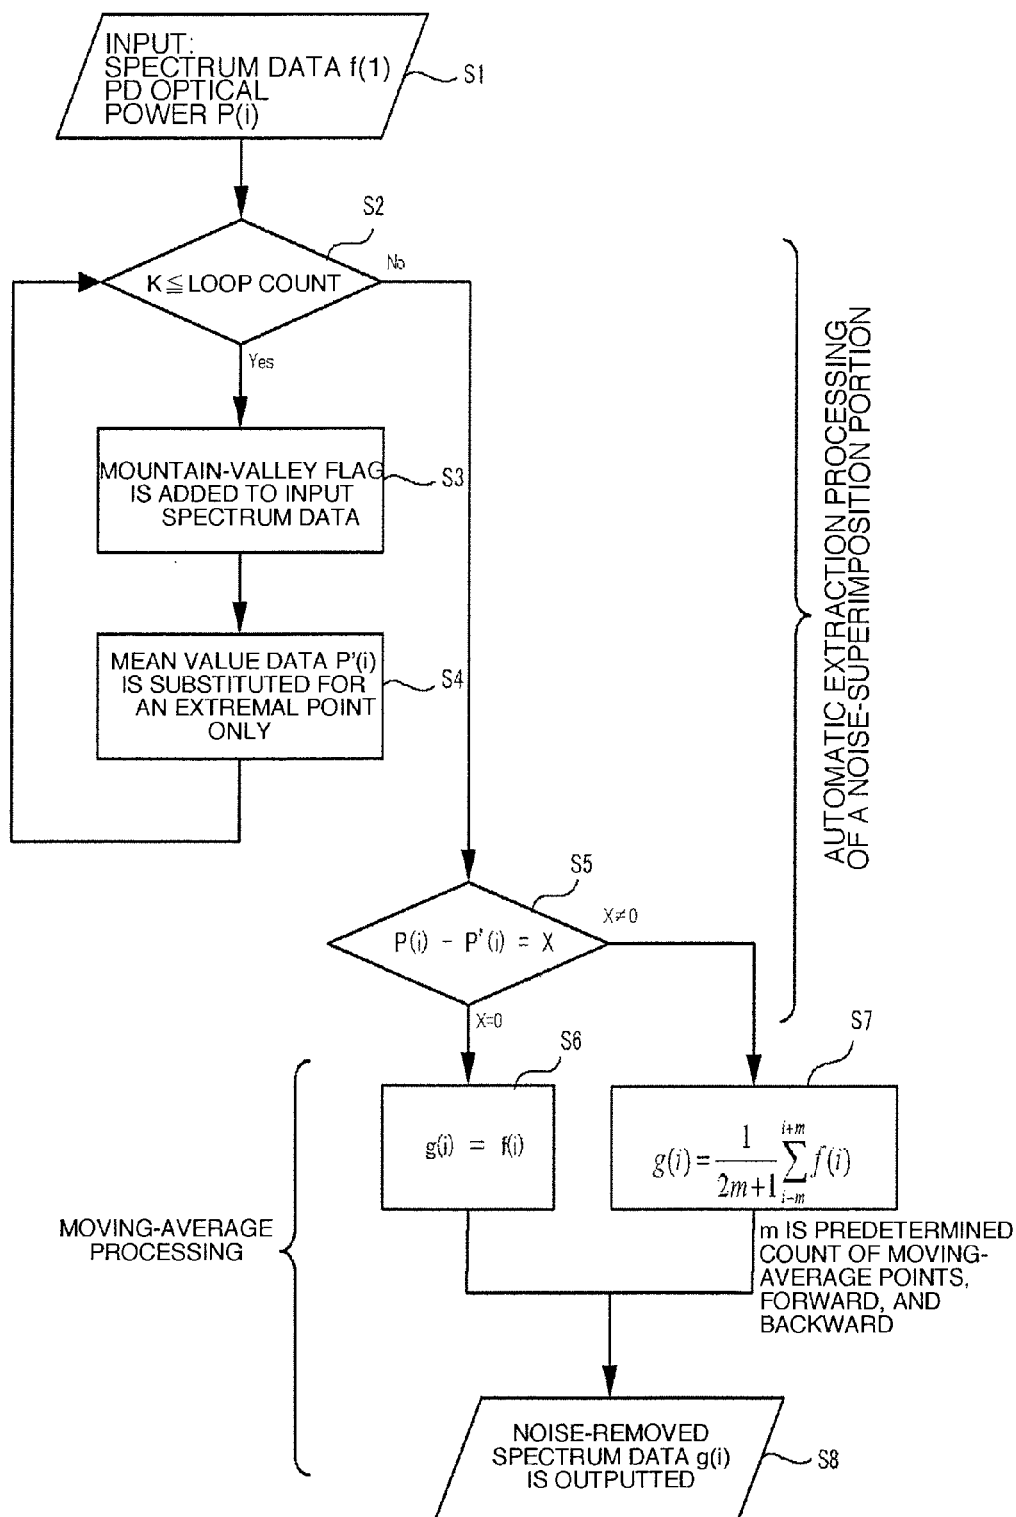 INPUT:
SPECTRUM DATA f(1)
PD OPTICAL
POWER P(i)
S1
S2
K≦LOOP COUNT
No
Yes
MOUNTAIN-VALLEY FLAG
IS ADDED TO INPUT
SPECTRUM DATA
S3
MEAN VALUE DATA P'(i)
IS SUBSTITUTED FOR
AN EXTREMAL POINT
ONLY
S4
AUTOMATIC EXTRACTION PROCESSING
OF A NOISE-SUPERIMPOSITION PORTION
S5
P(i) - P'(i) = X
X≠0
X=0
S6
g(i) = f(i)
S7
g(i) = \frac{1}{2m+1} \sum_{i-m}^{i+m} f(i)
m IS PREDETERMINED
COUNT OF MOVING-
AVERAGE POINTS,
FORWARD, AND
BACKWARD
MOVING-AVERAGE
PROCESSING
NOISE-REMOVED
SPECTRUM DATA g(i)
IS OUTPUTTED
S8